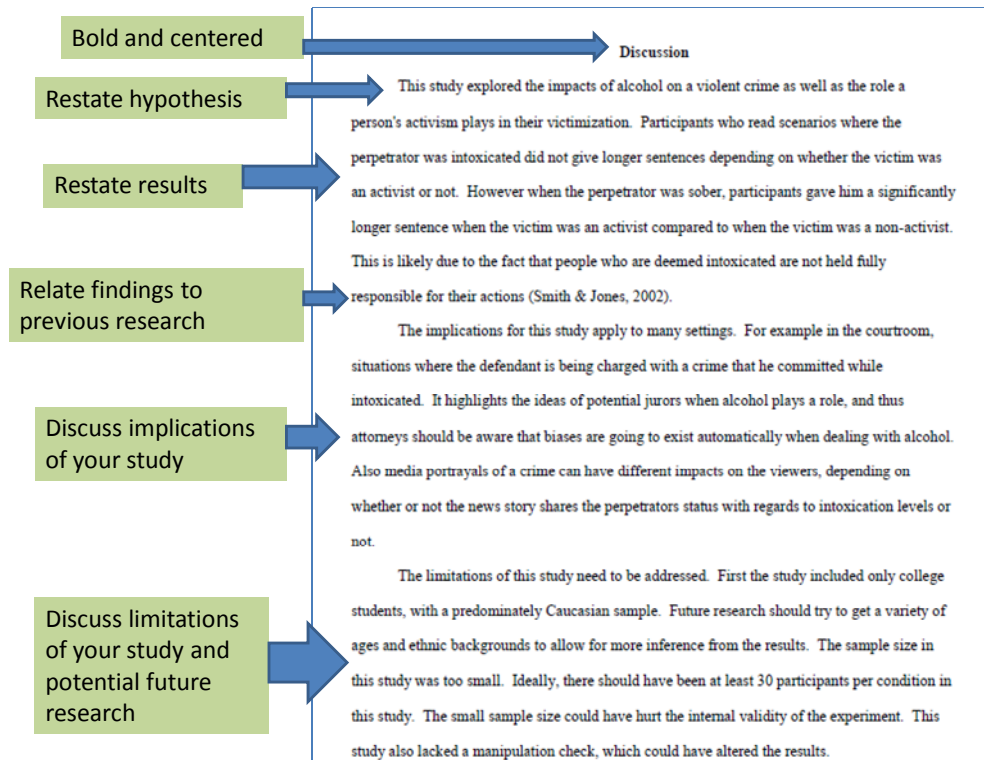 Bold and centered
Discussion
Restate hypothesis
This study explored the impacts of alcohol on a violent crime as well as the role a
person's activism plays in their victimization. Participants who read scenarios where the
perpetrator was intoxicated did not give longer sentences depending on whether the victim was
Restate results
an activist or not. However when the perpetrator was sober, participants gave him a significantly
longer sentence when the victim was an activist compared to when the victim was a non-activist.
This is likely due to the fact that people who are deemed intoxicated are not held fully
Relate findings to
previous research
responsible for their actions (Smith & Jones, 2002).
The implications for this study apply to many settings. For example in the courtroom,
situations where the defendant is being charged with a crime that he committed while
intoxicated. It highlights the ideas of potential jurors when alcohol plays a role, and thus
Discuss implications
of your study
attorneys should be aware that biases are going to exist automatically when dealing with alcohol.
Also media portrayals of a crime can have different impacts on the viewers, depending on
whether or not the news story shares the perpetrators status with regards to intoxication levels or
not.
The limitations of this study need to be addressed. First the study included only college
students, with a predominately Caucasian sample. Future research should try to get a variety of
Discuss limitations
of your study and
potential future
research
ages and ethnic backgrounds to allow for more inference from the results. The sample size in
this study was too small. Ideally, there should have been at least 30 participants per condition in
this study. The small sample size could have hurt the internal validity of the experiment. This
study also lacked a manipulation check, which could have altered the results.